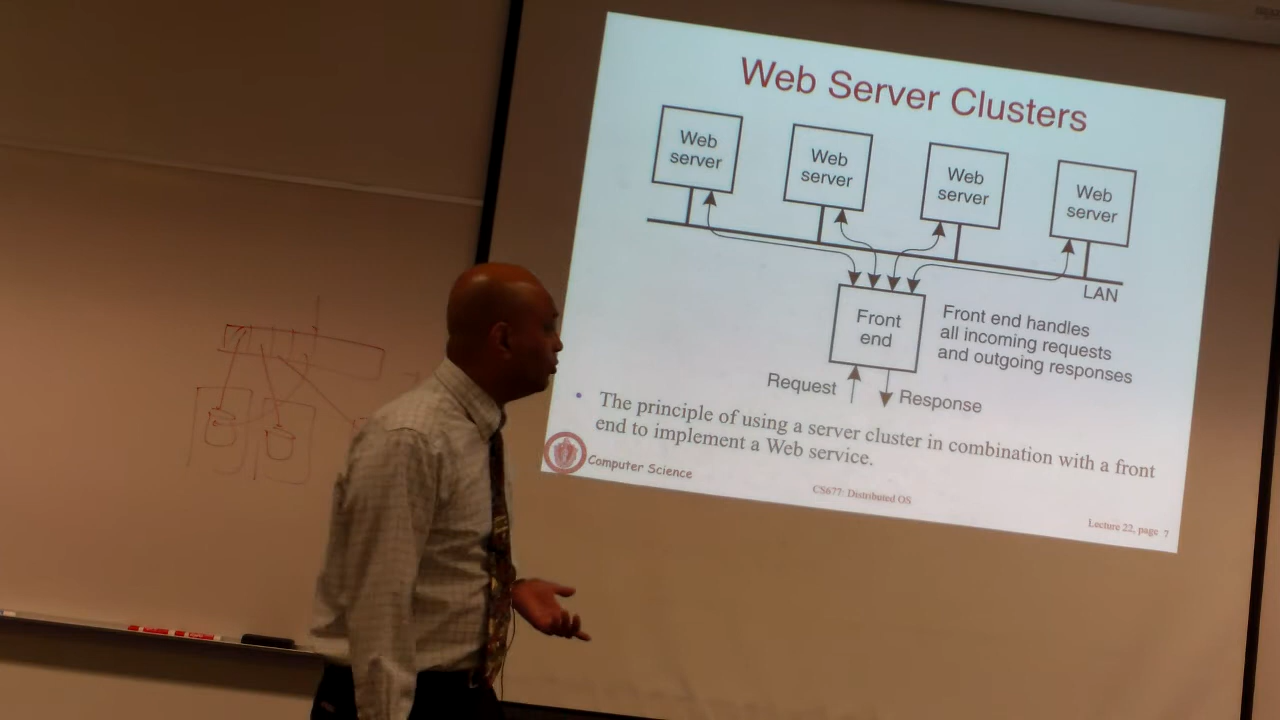 Web Server Clusters
Web
server
Web
server
Web
server
Web
server
LAN
Front
end
Front end handles
all incoming requests
and outgoing responses
Request
Response
• The principle of using a server cluster in combination with a front
end to implement a Web service.
Computer Science
CS677: Distributed OS
Lecture 22, page 7